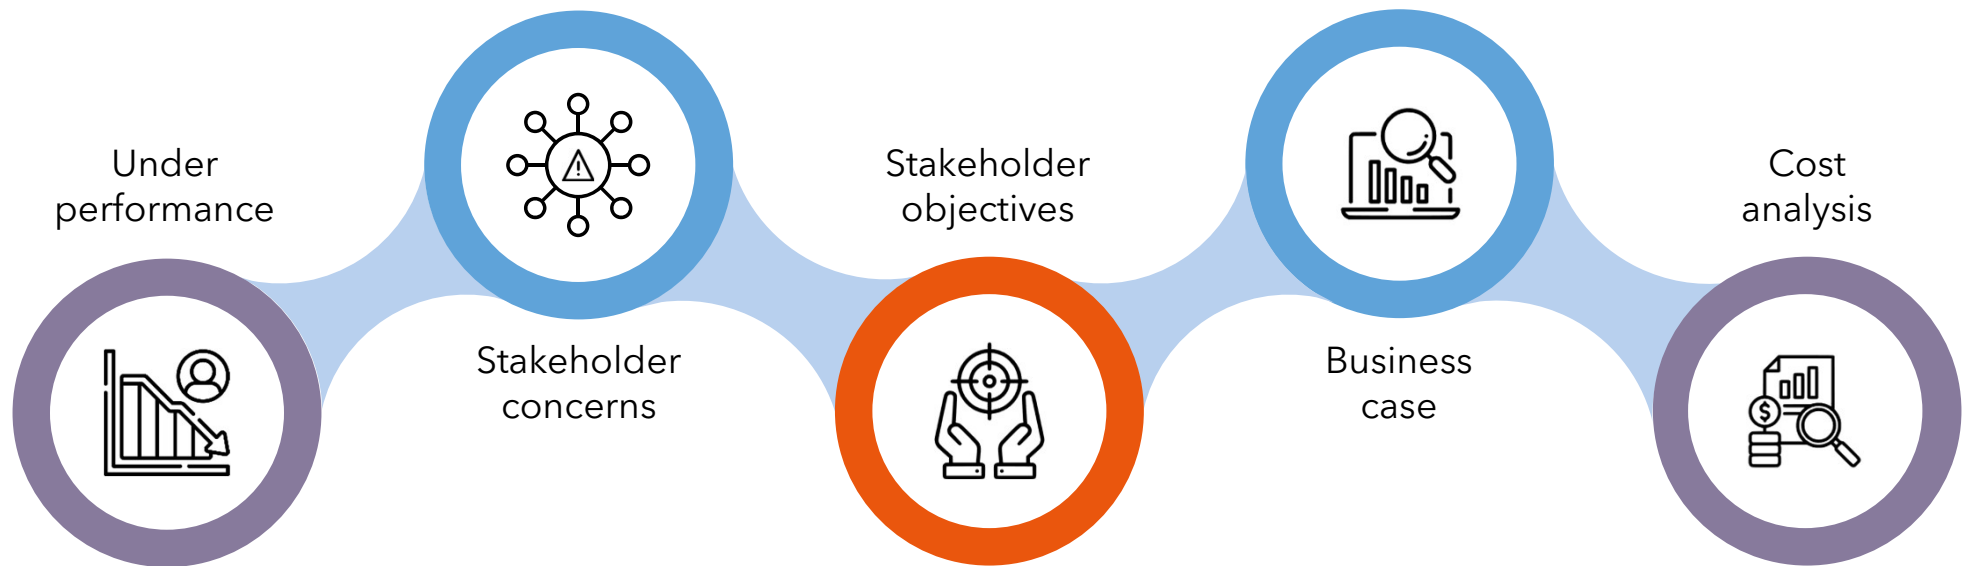 Under
performance
Stakeholder
concerns
Stakeholder
objectives
Business
case
Cost
analysis
$